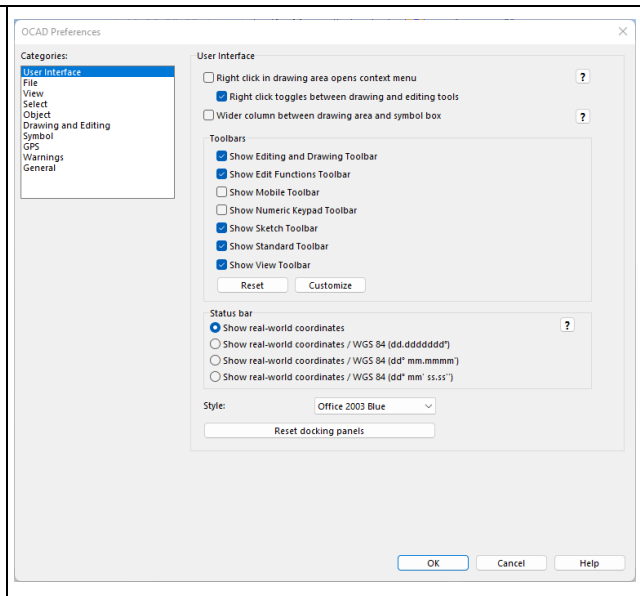 OCAD Preferences
Categories:
User Interface
File
View
Select
Object
Drawing and Editing
Symbol
GPS
Warnings
General
User Interface
Right click in drawing area opens context menu
?
Right click toggles between drawing and editing tools
Wider column between drawing area and symbol box
?
Toolbars
Show Editing and Drawing Toolbar
Show Edit Functions Toolbar
Show Mobile Toolbar
Show Numeric Keypad Toolbar
Show Sketch Toolbar
Show Standard Toolbar
Show View Toolbar
Reset
Customize
Status bar
Show real-world coordinates
?
Show real-world coordinates / WGS 84 (dd.ddddddd°)
Show real-world coordinates / WGS 84 (dd° mm.mmmm')
Show real-world coordinates / WGS 84 (dd° mm' ss.ss'')
Style:
Office 2003 Blue
Reset docking panels
OK
Cancel
Help